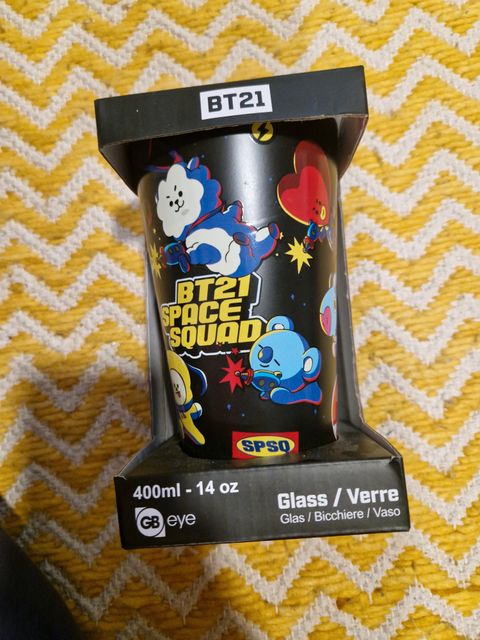 BT21
BT21
SPACE
SQUAD
SPSQ
400ml - 14 oz
GB eye
Glass / Verre
Glas / Bicchiere / Vaso